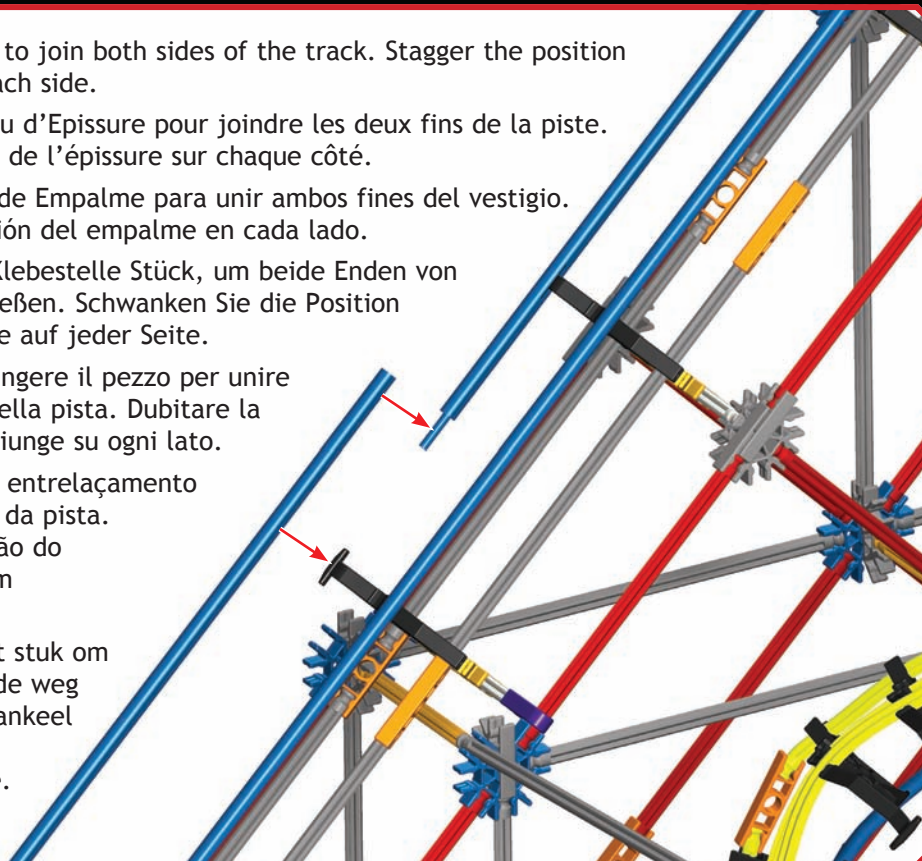 to join both sides of the track. Stagger the position
ach side.
u d’Epissure pour joindre les deux fins de la piste.
de l’épissure sur chaque côté.
de Empalme para unir ambos fines del vestigio.
ión del empalme en cada lado.
Klebestelle Stück, um beide Enden von
eßen. Schwanken Sie die Position
e auf jeder Seite.
ngere il pezzo per unire
ella pista. Dubitare la
iunge su ogni lato.
entrelaçamento
da pista.
ão do
m
t stuk om
de weg
ankeel
e.